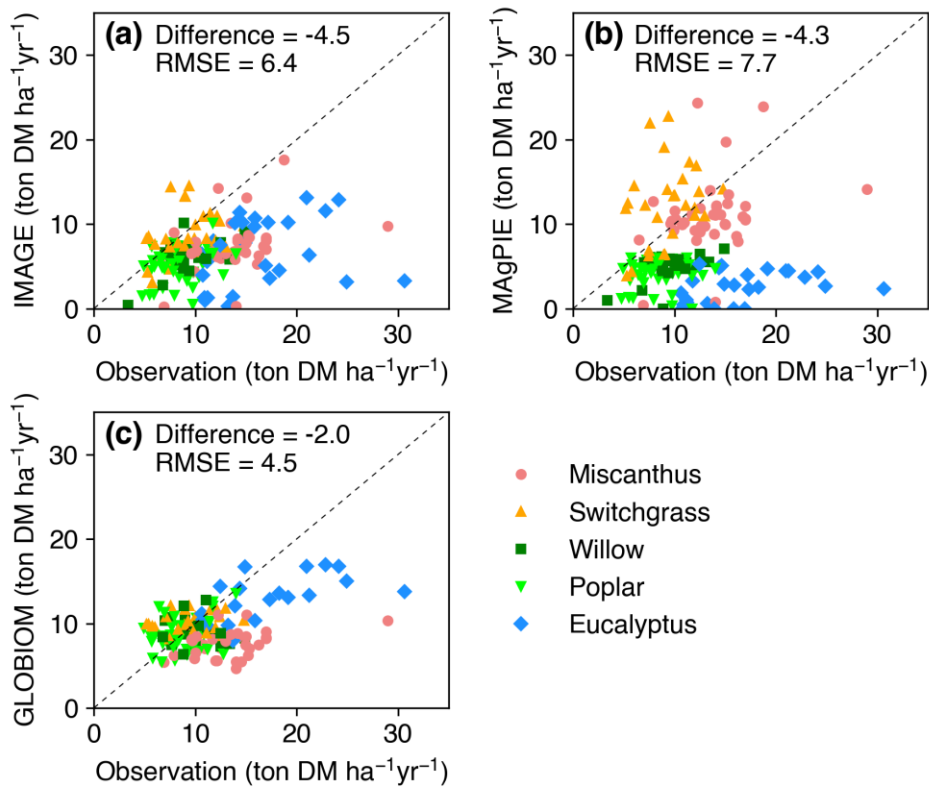 (a) Difference = -4.5
RMSE = 6.4
IMAGE (ton DM ha⁻¹yr⁻¹)
30
20
10
0
0 10 20 30
Observation (ton DM ha⁻¹yr⁻¹)
(b) Difference = -4.3
RMSE = 7.7
MAgPIE (ton DM ha⁻¹yr⁻¹)
30
20
10
0
0 10 20 30
Observation (ton DM ha⁻¹yr⁻¹)
(c) Difference = -2.0
RMSE = 4.5
GLOBIOM (ton DM ha⁻¹yr⁻¹)
30
20
10
0
0 10 20 30
Observation (ton DM ha⁻¹yr⁻¹)
Miscanthus
Switchgrass
Willow
Poplar
Eucalyptus